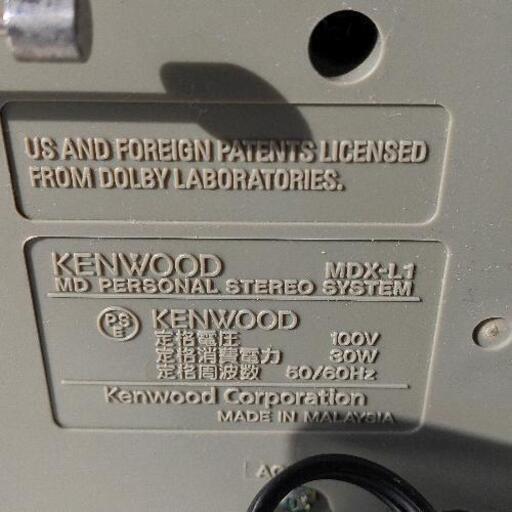 US AND FOREIGN PATENTS LICENSED
FROM DOLBY LABORATORIES.
KENWOOD MDX-L1
MD PERSONAL STEREO SYSTEM
PSE KENWOOD
定格電圧 100V
定格消費電力 30W
定格周波数 50/60Hz
Kenwood Corporation
MADE IN MALAYSIA